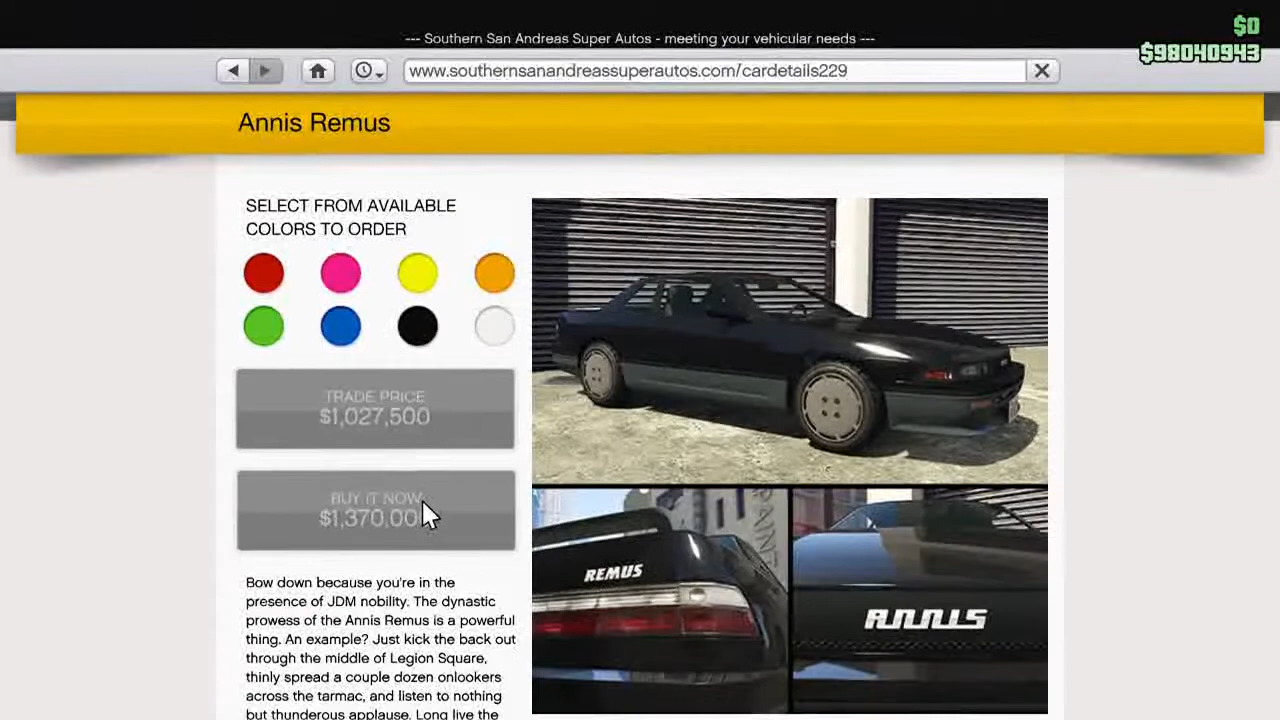 --- Southern San Andreas Super Autos - meeting your vehicular needs ---
$0
$98040943
www.southernsanandreassuperautos.com/cardetails229
Annis Remus
SELECT FROM AVAILABLE
COLORS TO ORDER
TRADE PRICE
$1,027,500
BUY IT NOW
$1,370,00
Bow down because you're in the
presence of JDM nobility. The dynastic
prowess of the Annis Remus is a powerful
thing. An example? Just kick the back out
through the middle of Legion Square,
thinly spread a couple dozen onlookers
across the tarmac, and listen to nothing
but thunderous applause. Long live the
REMUS
ANNIS